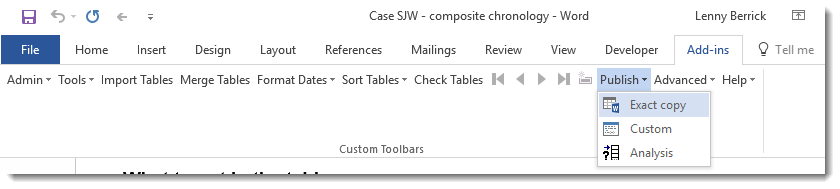 Case SJW - composite chronology - Word Lenny Berrick
File Home Insert Design Layout References Mailings Review View Developer Add-ins Tell me
Admin Tools Import Tables Merge Tables Format Dates Sort Tables Check Tables Publish Advanced Help
Exact copy
Custom
Custom Toolbars
Analysis